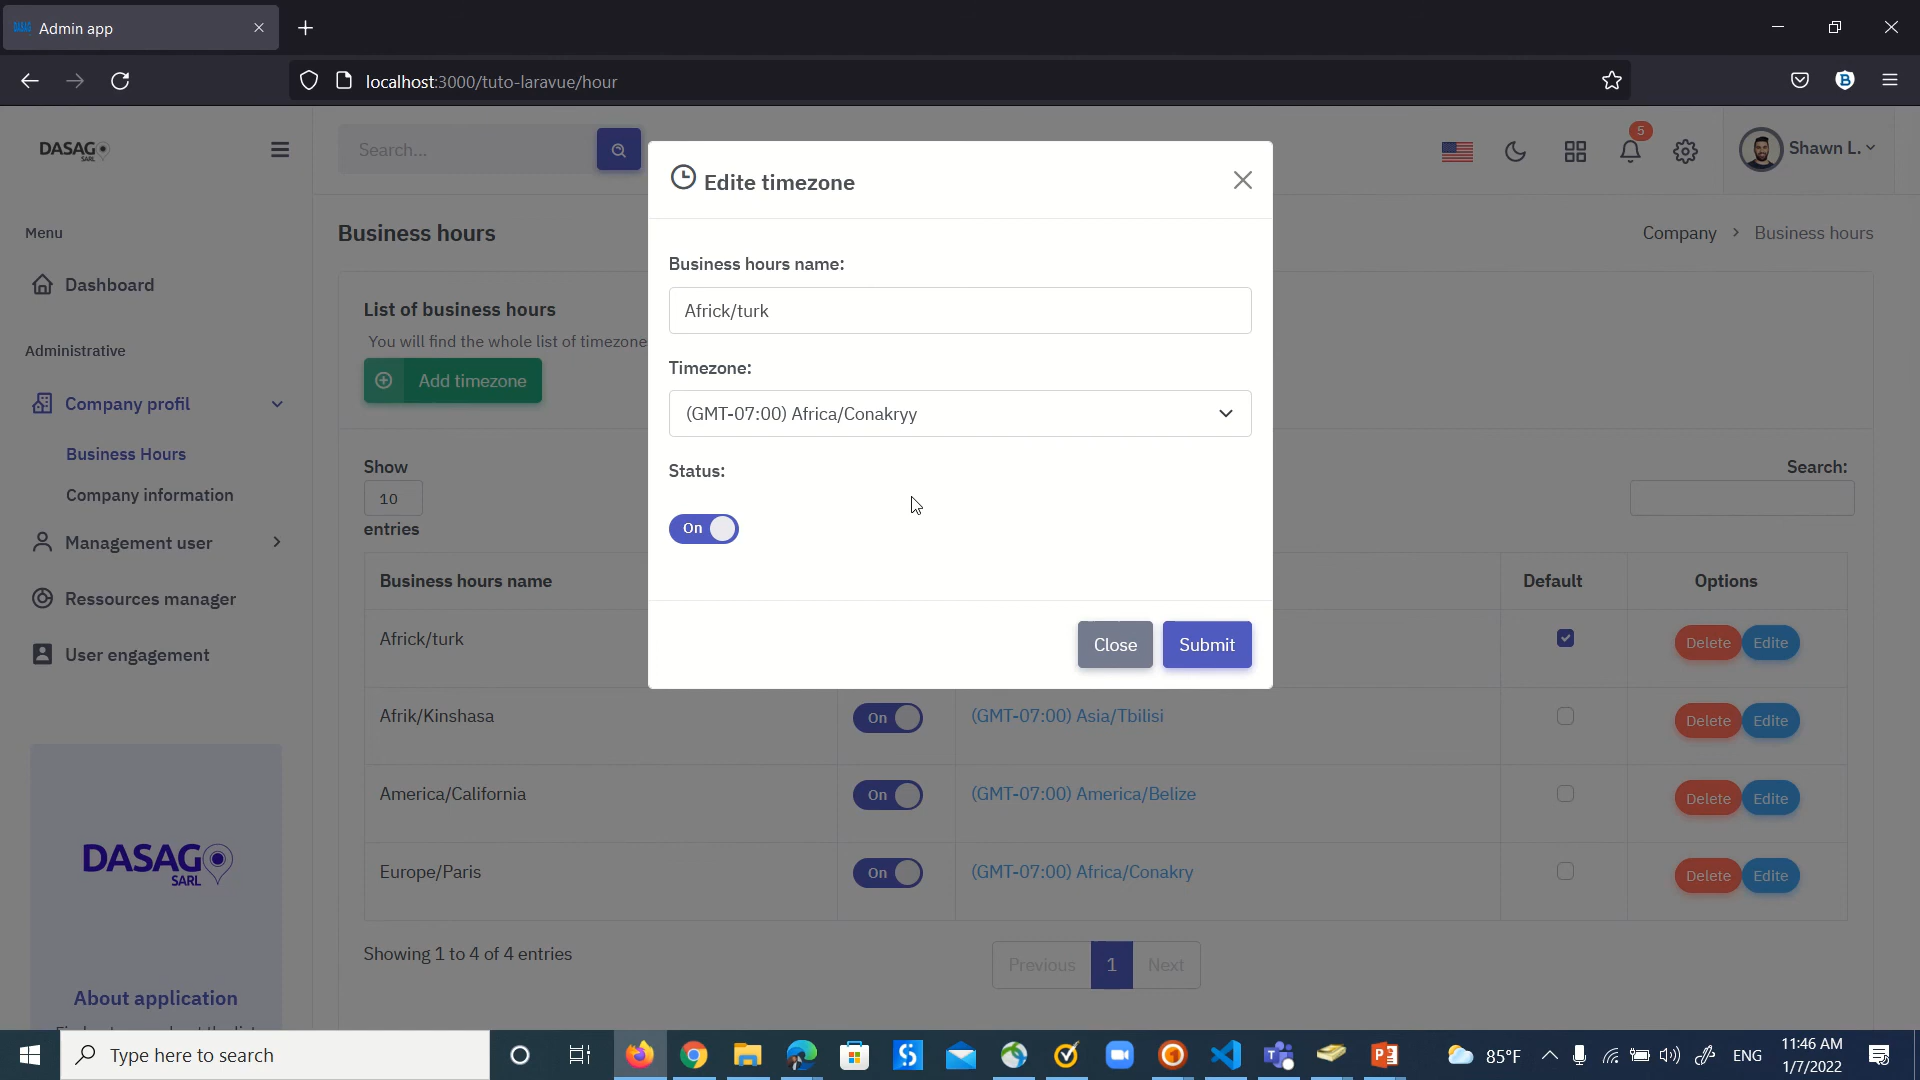 Admin app
localhost:3000/tuto-laravue/hour
DASAGO
SARL
Search...
5
Shawn L.
Menu
Dashboard
Administrative
Company profil
Business Hours
Company information
Management user
Ressources manager
User engagement
DASAGO
SARL
About application
Business hours
Company > Business hours
List of business hours
You will find the whole list of timezone
Add timezone
Show
10
entries
Search:
Business hours name
Default
Options
Africk/turk
Delete
Edite
Afrik/Kinshasa
On
(GMT-07:00) Asia/Tbilisi
Delete
Edite
America/California
On
(GMT-07:00) America/Belize
Delete
Edite
Europe/Paris
On
(GMT-07:00) Africa/Conakry
Delete
Edite
Showing 1 to 4 of 4 entries
Previous
1
Next
Edite timezone
Business hours name:
Africk/turk
Timezone:
(GMT-07:00) Africa/Conakryy
Status:
On
Close
Submit
Type here to search
85°F
ENG
11:46 AM
1/7/2022